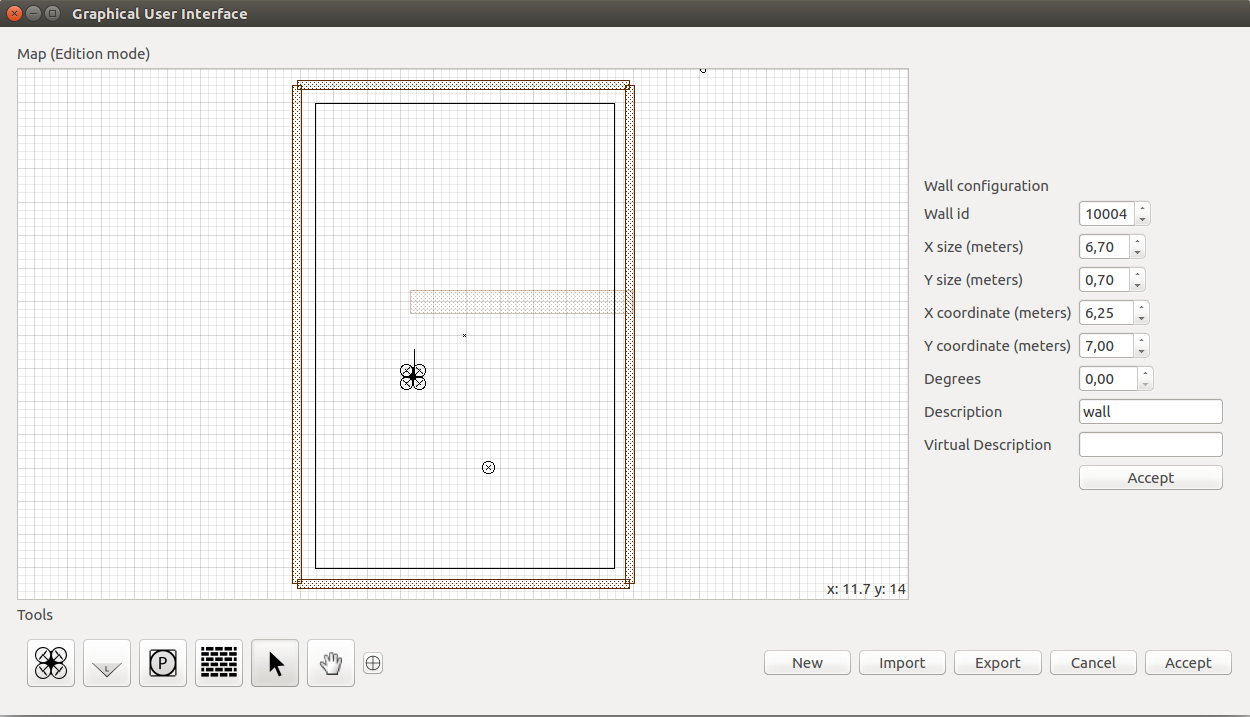 Graphical User Interface
Map (Edition mode)
x: 11.7 y: 14
Wall configuration
Wall id 10004
X size (meters) 6,70
Y size (meters) 0,70
X coordinate (meters) 6,25
Y coordinate (meters) 7,00
Degrees 0,00
Description wall
Virtual Description
Accept
Tools
L P
New Import Export Cancel Accept